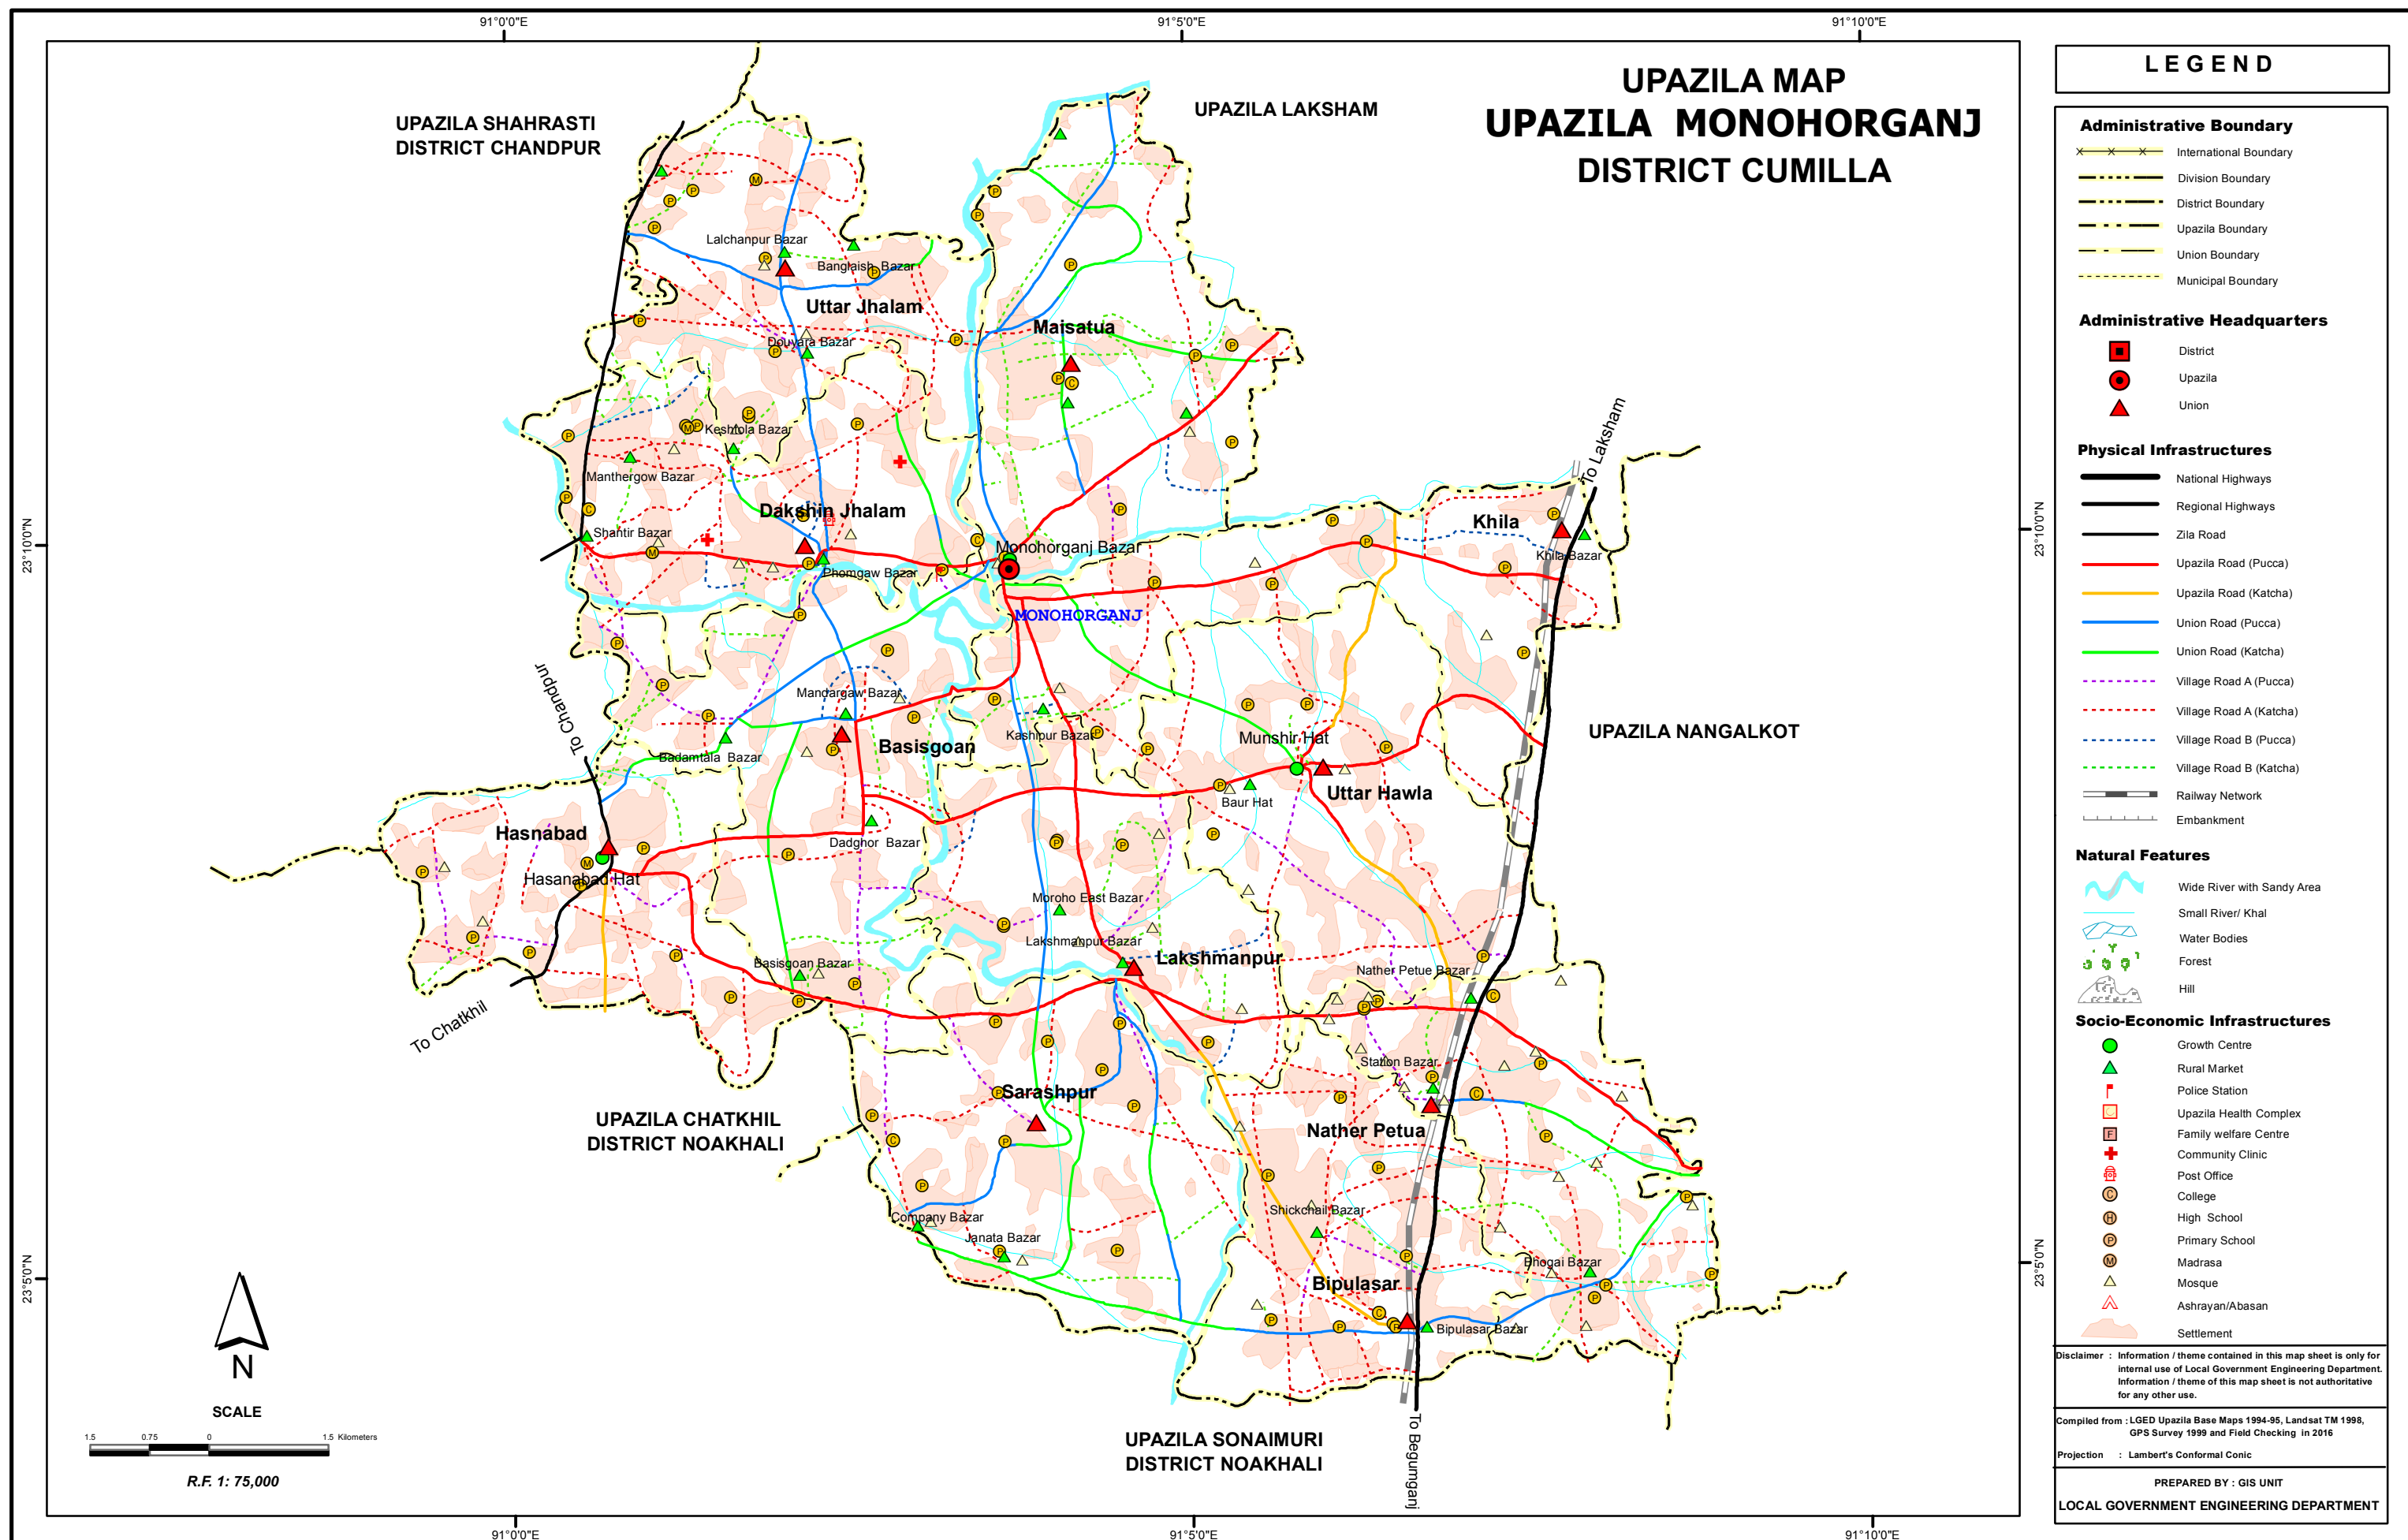 91°0'0"E
91°5'0"E
91°10'0"E
UPAZILA MAP
UPAZILA MONOHORGANJ
DISTRICT CUMILLA
UPAZILA SHAHRASTI
DISTRICT CHANDPUR
UPAZILA LAKSHAM
Lalchanpur Bazar
Banglaish Bazar
Uttar Jhalam
Maisatua
Douyara Bazar
To Laksham
Keshtola Bazar
Manthergow Bazar
Dakshin Jhalam
Khila
Shantir Bazar
Monohorganj Bazar
Khila Bazar
Phomgaw Bazar
23°10'0"N
23°10'0"N
MONOHORGANJ
To Chandpur
Mandargaw Bazar
Kashipur Bazar
Munshir Hat
UPAZILA NANGALKOT
Basisgoan
Badamtala Bazar
Baur Hat
Uttar Hawla
Hasnabad
Dadghor Bazar
Hasanabad Hat
Moroho East Bazar
Lakshmanpur Bazar
Lakshmanpur
Basisgoan Bazar
Nather Petue Bazar
To Chatkhil
Station Bazar
Sarashpur
UPAZILA CHATKHIL
DISTRICT NOAKHALI
Nather Petua
Shickchail Bazar
Company Bazar
Janata Bazar
Bhogai Bazar
Bipulasar
Bipulasar Bazar
23°5'0"N
23°5'0"N
N
SCALE
1.5 0.75 0 1.5 Kilometers
R.F. 1: 75,000
UPAZILA SONAIMURI
DISTRICT NOAKHALI
To Begumganj
91°0'0"E
91°5'0"E
91°10'0"E
LEGEND
Administrative Boundary
International Boundary
Division Boundary
District Boundary
Upazila Boundary
Union Boundary
Municipal Boundary
Administrative Headquarters
District
Upazila
Union
Physical Infrastructures
National Highways
Regional Highways
Zila Road
Upazila Road (Pucca)
Upazila Road (Katcha)
Union Road (Pucca)
Union Road (Katcha)
Village Road A (Pucca)
Village Road A (Katcha)
Village Road B (Pucca)
Village Road B (Katcha)
Railway Network
Embankment
Natural Features
Wide River with Sandy Area
Small River/ Khal
Water Bodies
Forest
Hill
Socio-Economic Infrastructures
Growth Centre
Rural Market
Police Station
Upazila Health Complex
F Family welfare Centre
Community Clinic
Post Office
C College
H High School
P Primary School
M Madrasa
Mosque
Ashrayan/Abasan
Settlement
Disclaimer : Information / theme contained in this map sheet is only for
internal use of Local Government Engineering Department.
Information / theme of this map sheet is not authoritative
for any other use.
Compiled from : LGED Upazila Base Maps 1994-95, Landsat TM 1998,
GPS Survey 1999 and Field Checking in 2016
Projection : Lambert's Conformal Conic
PREPARED BY : GIS UNIT
LOCAL GOVERNMENT ENGINEERING DEPARTMENT